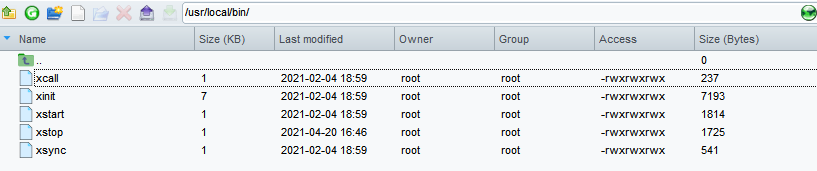 /usr/local/bin/
Name Size (KB) Last modified Owner Group Access Size (Bytes)
.. 0
xcall 1 2021-02-04 18:59 root root -rwxrwxrwx 237
xinit 7 2021-02-04 18:59 root root -rwxrwxrwx 7193
xstart 1 2021-02-04 18:59 root root -rwxrwxrwx 1814
xstop 1 2021-04-20 16:46 root root -rwxrwxrwx 1725
xsync 1 2021-02-04 18:59 root root -rwxrwxrwx 541